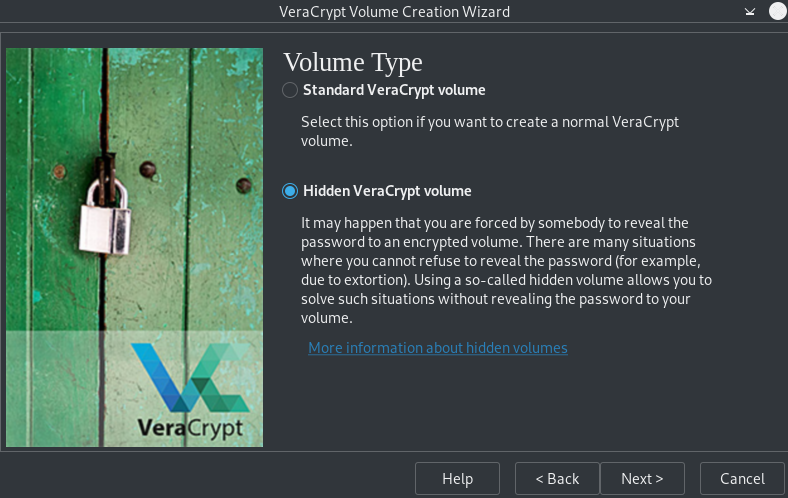 VeraCrypt Volume Creation Wizard
Volume Type
Standard VeraCrypt volume
Select this option if you want to create a normal VeraCrypt
volume.
Hidden VeraCrypt volume
It may happen that you are forced by somebody to reveal the
password to an encrypted volume. There are many situations
where you cannot refuse to reveal the password (for example,
due to extortion). Using a so-called hidden volume allows you to
solve such situations without revealing the password to your
volume.
More information about hidden volumes
VeraCrypt
Help
< Back
Next >
Cancel